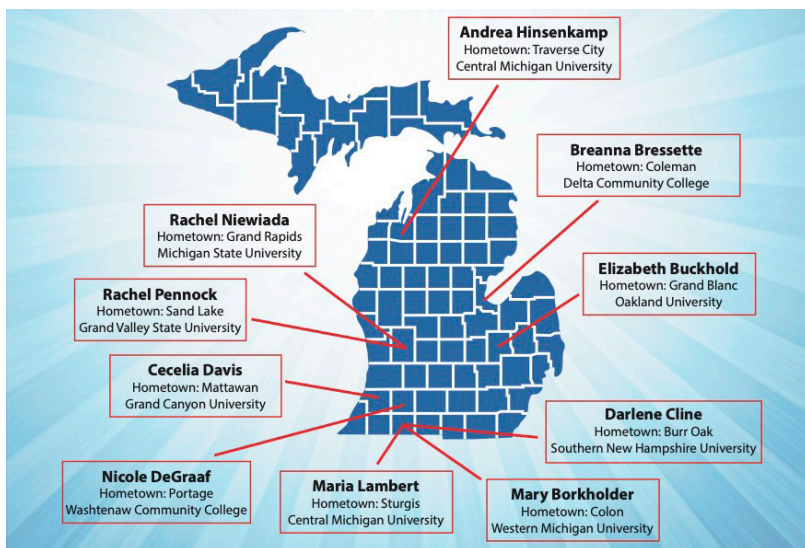 Andrea Hinsenkamp
Hometown: Traverse City
Central Michigan University
Breanna Bressette
Hometown: Coleman
Delta Community College
Rachel Niewiada
Hometown: Grand Rapids
Michigan State University
Elizabeth Buckhold
Hometown: Grand Blanc
Oakland University
Rachel Pennock
Hometown: Sand Lake
Grand Valley State University
Cecelia Davis
Hometown: Mattawan
Grand Canyon University
Darlene Cline
Hometown: Burr Oak
Southern New Hampshire University
Nicole DeGraaf
Hometown: Portage
Washtenaw Community College
Maria Lambert
Hometown: Sturgis
Central Michigan University
Mary Borkholder
Hometown: Colon
Western Michigan University